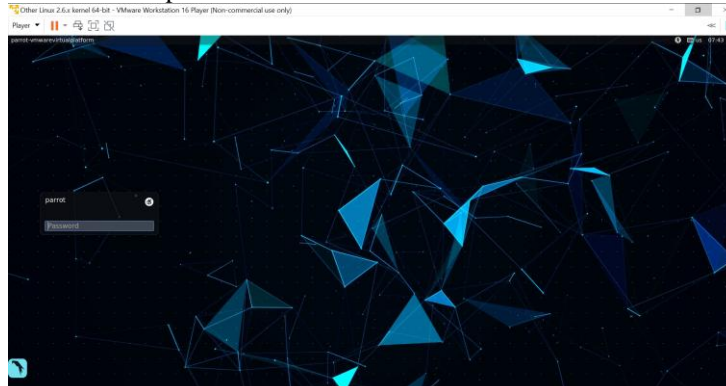 Other Linux 2.6.x kernel 64-bit - VMware Workstation 16 Player (Non-commercial use only)
Player
parrot-vmwarevirtualplatform
us 07:43
parrot
Password